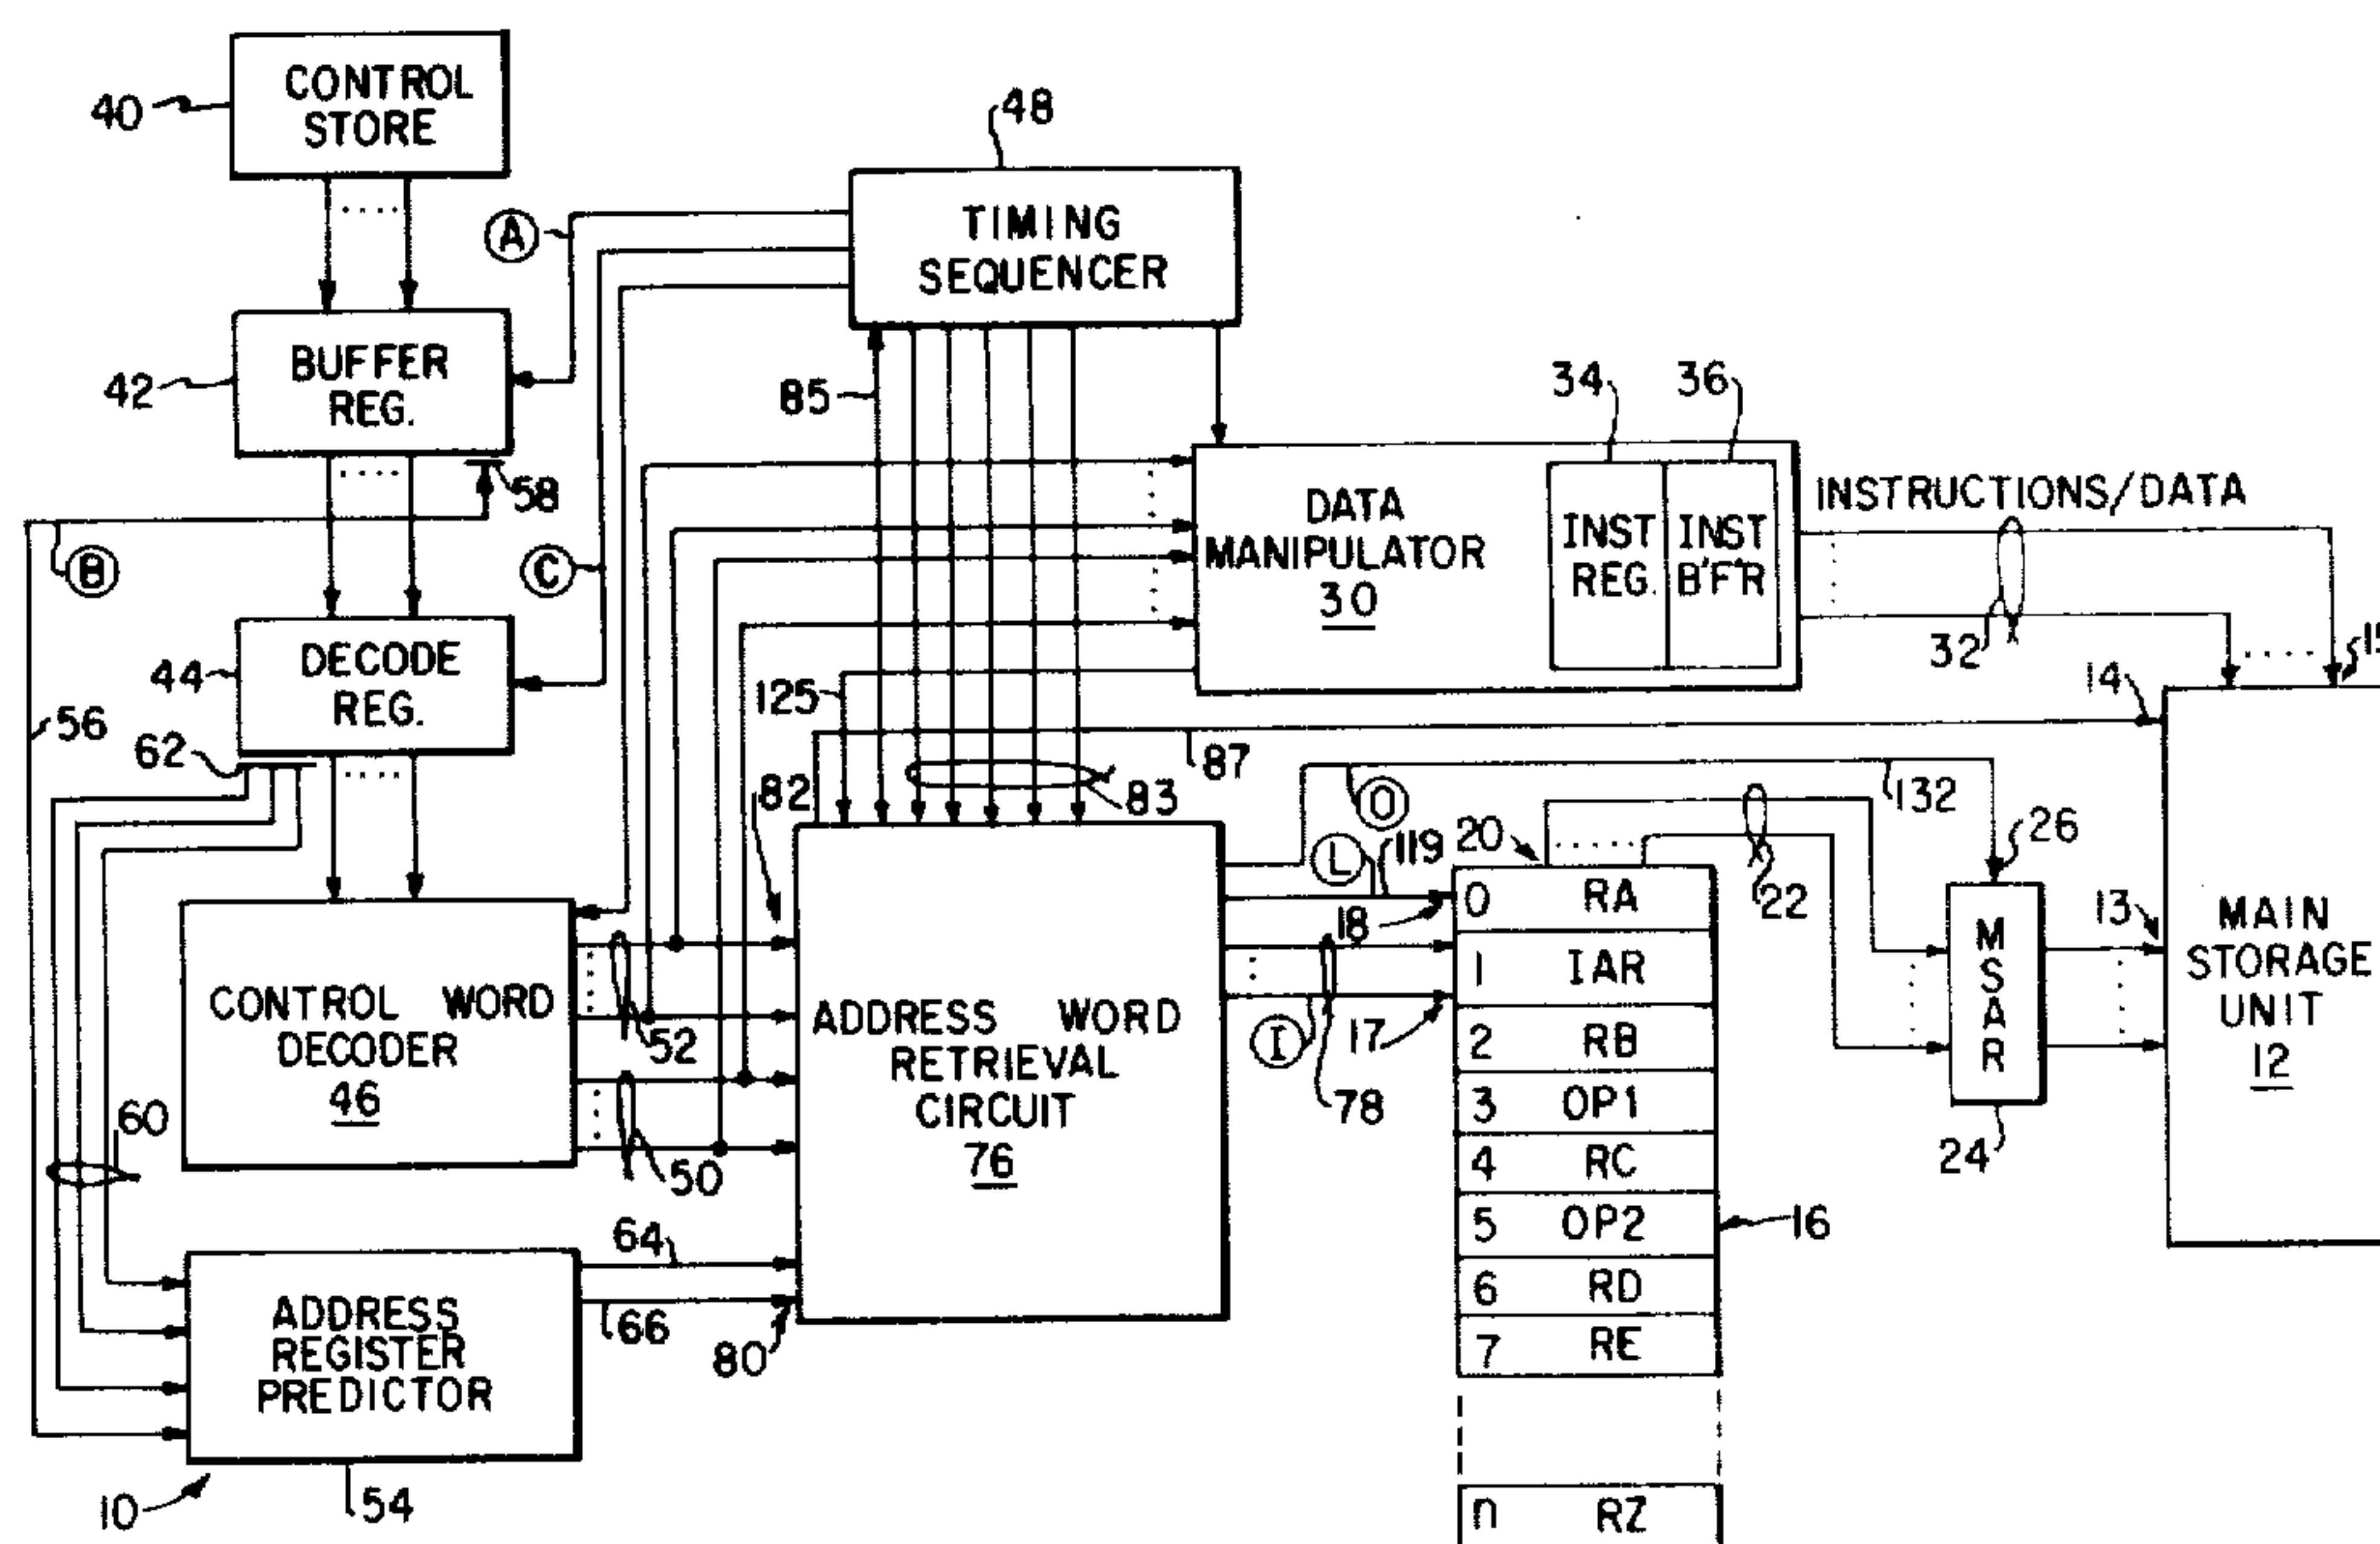 CONTROL
STORE
40
48
TIMING
SEQUENCER
A
BUFFER
REG.
42
85
34
36
58
B
C
DATA
MANIPULATOR
30
INST
REG.
INST
B'F'R
INSTRUCTIONS/DATA
32
14
DECODE
REG.
44
56
62
125
82
83
87
O
132
L
119
20
22
26
13
18
17
I
78
CONTROL WORD
DECODER
46
52
50
60
ADDRESS WORD
RETRIEVAL
CIRCUIT
76
0 RA
1 IAR
2 RB
3 OP1
4 RC
5 OP2
6 RD
7 RE
n RZ
16
MSAR
24
MAIN
STORAGE
UNIT
12
64
66
80
ADDRESS
REGISTER
PREDICTOR
10
54